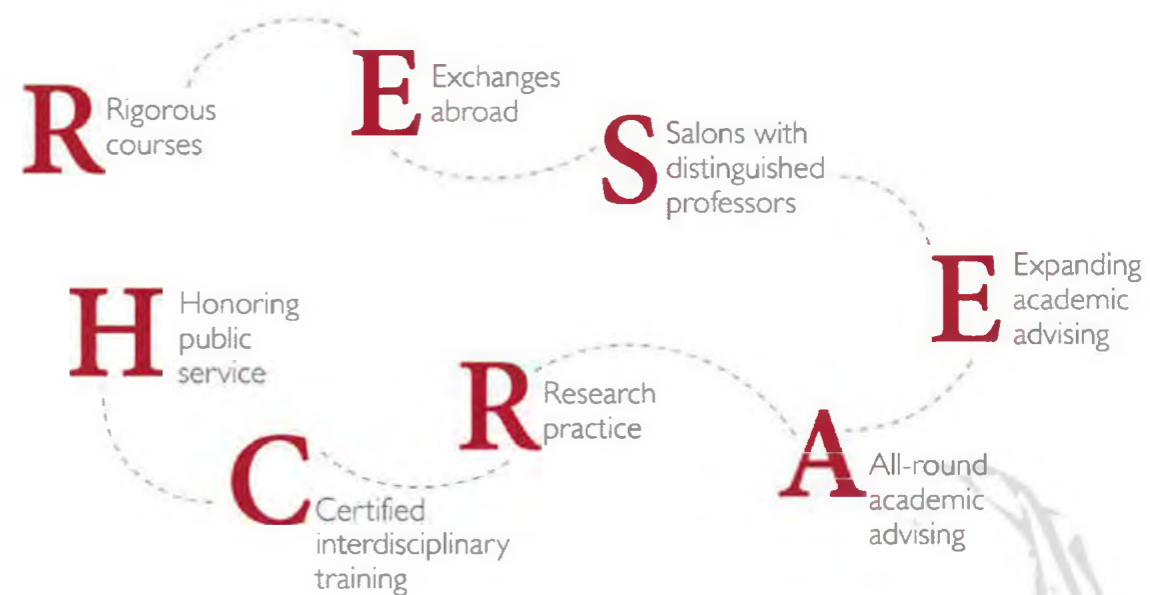 R Rigorous
courses
E Exchanges
abroad
S Salons with
distinguished
professors
E Expanding
academic
advising
A All-round
academic
advising
R Research
practice
C Certified
interdisciplinary
training
H Honoring
public
service